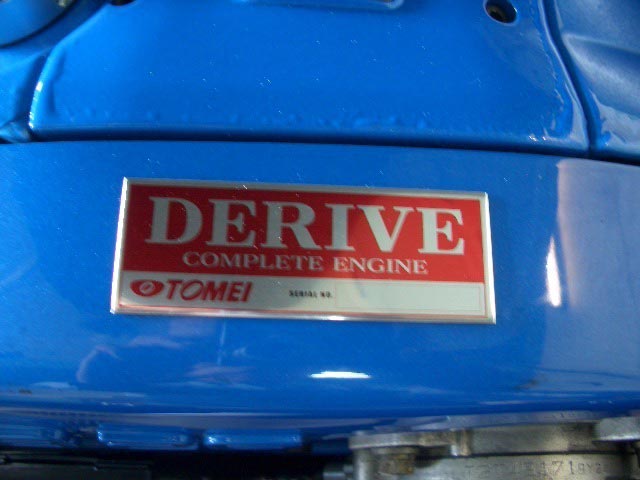 DERIVE
COMPLETE ENGINE
TOMEI SERIAL NO.